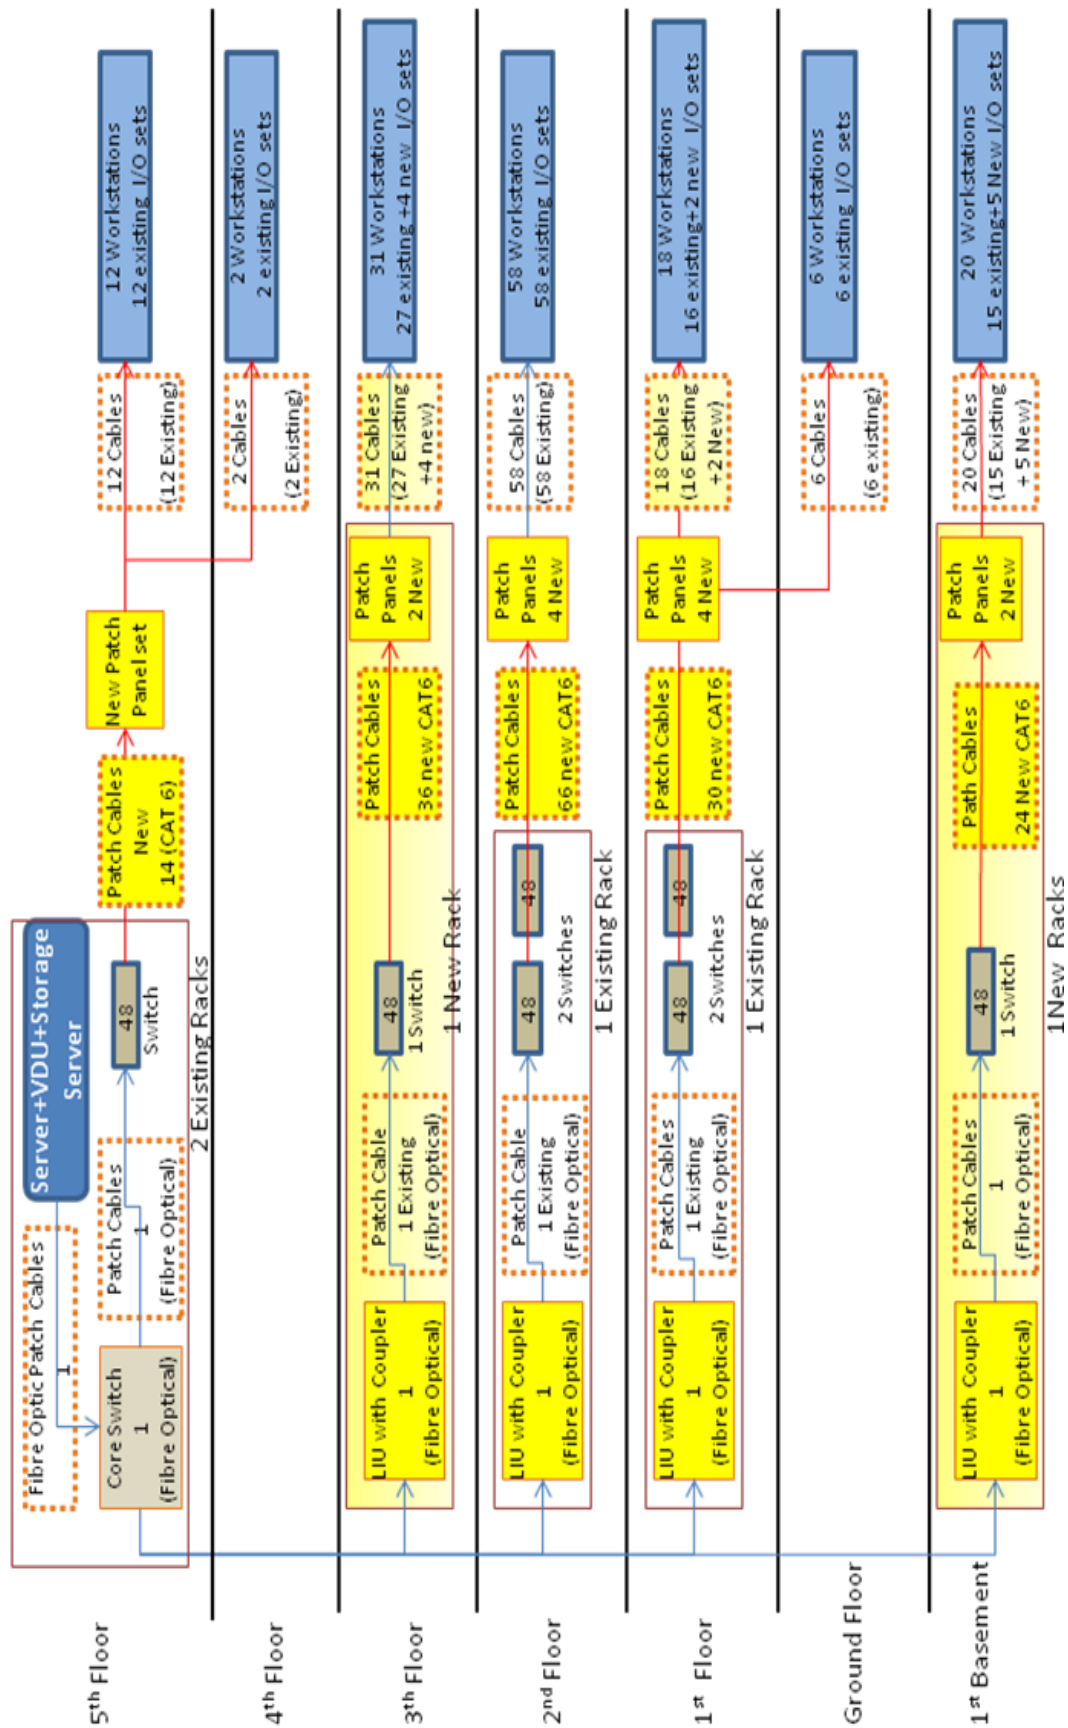 5th Floor
Fibre Optic Patch Cables
1
Server+VDU+Storage
Server
Core Switch
1
(Fibre Optical)
Patch Cables
1
(Fibre Optical)
48
Switch
2 Existing Racks
Patch Cables
New
14 (CAT 6)
New Patch
Panel set
12 Cables
(12 Existing)
12 Workstations
12 existing I/O sets
4th Floor
2 Cables
(2 Existing)
2 Workstations
2 existing I/O sets
3rd Floor
LIU with Coupler
1
(Fibre Optical)
Patch Cable
1 Existing
(Fibre Optical)
48
1 Switch
1 New Rack
Patch Cables
36 new CAT6
Patch
Panels
2 New
31 Cables
(27 Existing
+4 new)
31 Workstations
27 existing +4 new I/O sets
2nd Floor
LIU with Coupler
1
(Fibre Optical)
Patch Cable
1 Existing
(Fibre Optical)
48
48
2 Switches
1 Existing Rack
Patch Cables
66 new CAT6
Patch
Panels
4 New
58 Cables
(58 Existing)
58 Workstations
58 existing I/O sets
1st Floor
LIU with Coupler
1
(Fibre Optical)
Patch Cables
1 Existing
(Fibre Optical)
48
48
2 Switches
1 Existing Rack
Patch Cables
30 new CAT6
Patch
Panels
4 New
18 Cables
(16 Existing
+2 New)
18 Workstations
16 existing+2 new I/O sets
Ground Floor
6 Cables
(6 existing)
6 Workstations
6 existing I/O sets
1st Basement
LIU with Coupler
1
(Fibre Optical)
Patch Cables
1
(Fibre Optical)
48
1 Switch
1New Racks
Path Cables
24 New CAT6
Patch
Panels
2 New
20 Cables
(15 Existing
+ 5 New)
20 Workstations
15 existing+5 New I/O sets